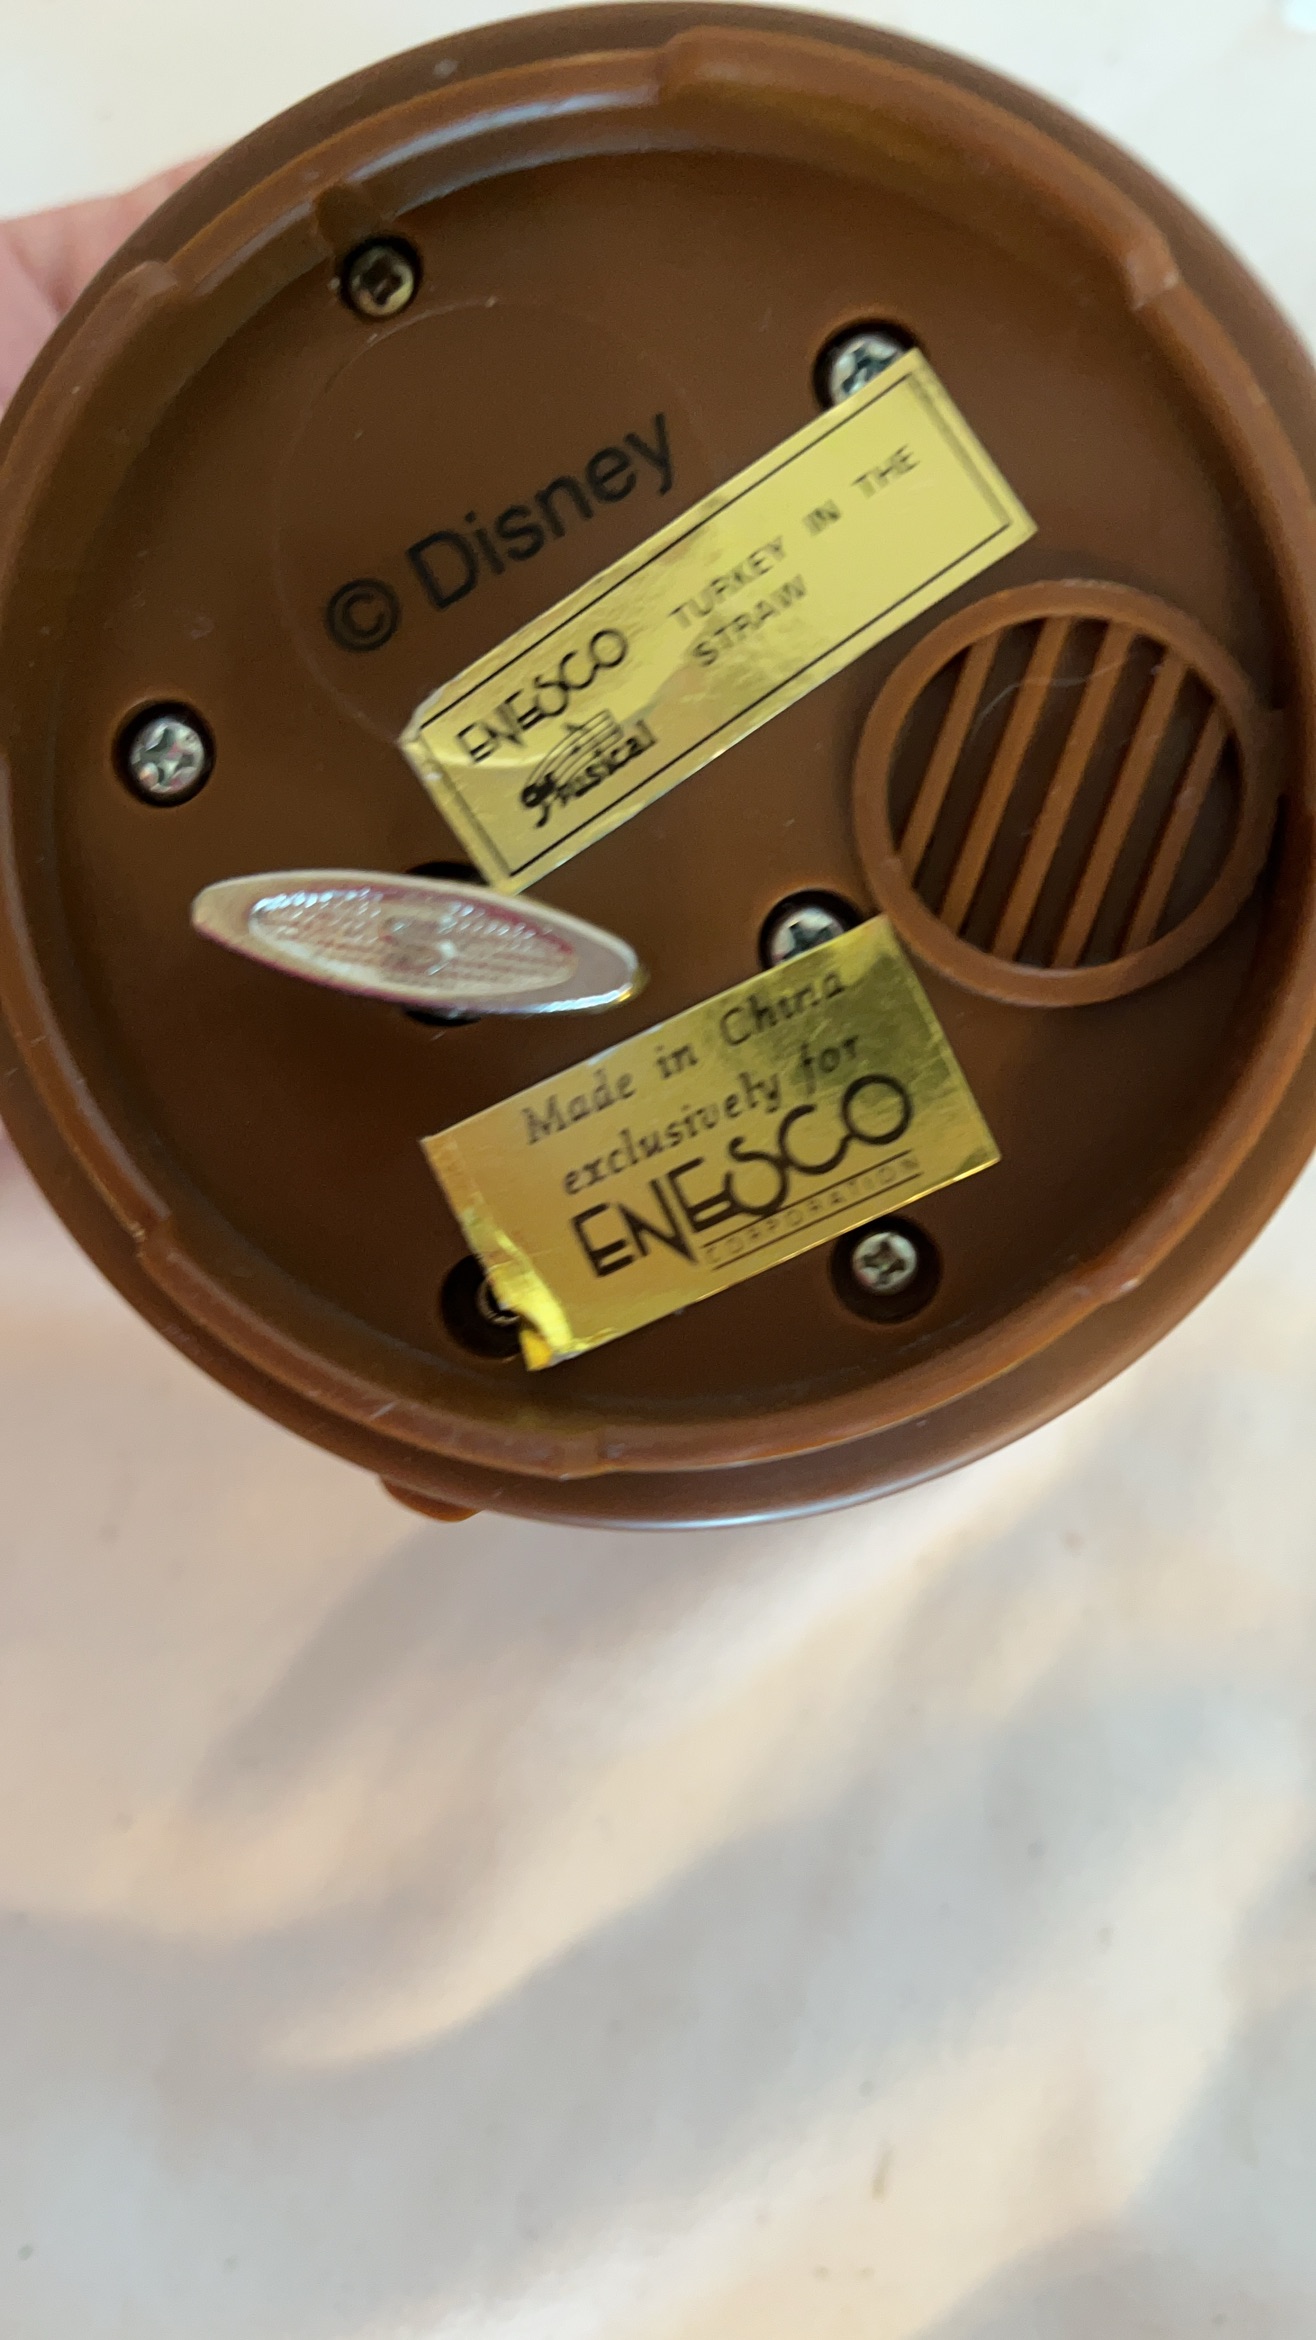 © Disney
ENESCO
Musical
TURKEY IN THE
STRAW
Made in China
exclusively for
ENESCO
CORPORATION